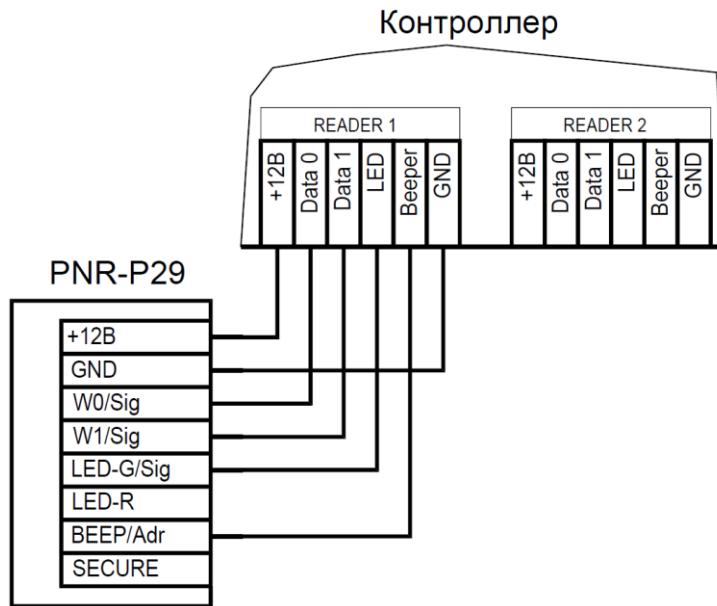 Контроллер
READER 1
READER 2
+12В
Data 0
Data 1
LED
Beeper
GND
+12В
Data 0
Data 1
LED
Beeper
GND
PNR-P29
+12В
GND
W0/Sig
W1/Sig
LED-G/Sig
LED-R
BEEP/Adr
SECURE